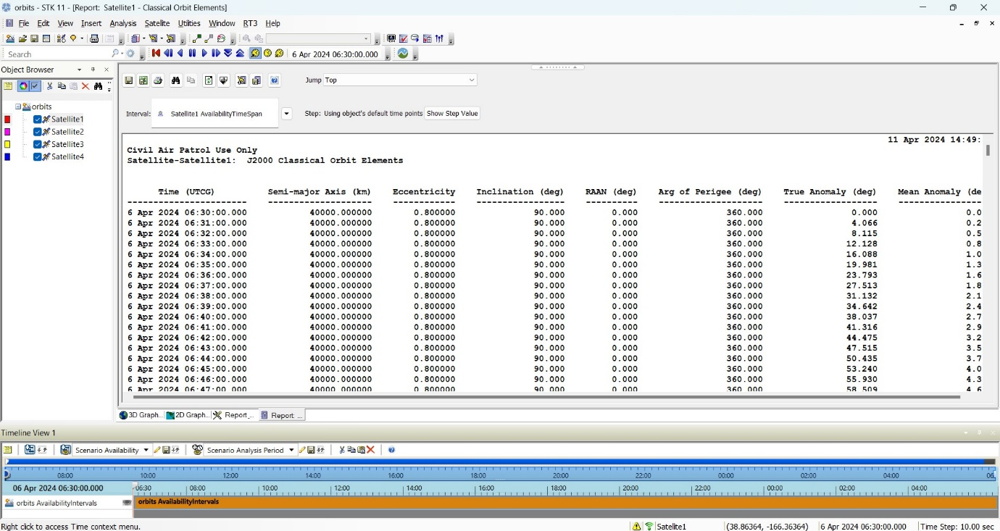 orbits - STK 11 - [Report: Satellite1 - Classical Orbit Elements]
File Edit View Insert Analysis Satellite Utilities Window RT3 Help
Search 6 Apr 2024 06:30:00.000
Object Browser
Jump Top
orbits
Satellite1
Satellite2
Satellite3
Satellite4
Interval: Satellite1 AvailabilityTimeSpan Step: Using object's default time points Show Step Value
11 Apr 2024 14:49:
Civil Air Patrol Use Only
Satellite-Satellite1: J2000 Classical Orbit Elements
Time (UTCG) Semi-major Axis (km) Eccentricity Inclination (deg) RAAN (deg) Arg of Perigee (deg) True Anomaly (deg) Mean Anomaly (de
6 Apr 2024 06:30:00.000 40000.000000 0.800000 90.000 0.000 360.000 0.000 0.0
6 Apr 2024 06:31:00.000 40000.000000 0.800000 90.000 0.000 360.000 4.066 0.2
6 Apr 2024 06:32:00.000 40000.000000 0.800000 90.000 0.000 360.000 8.115 0.5
6 Apr 2024 06:33:00.000 40000.000000 0.800000 90.000 0.000 360.000 12.128 0.8
6 Apr 2024 06:34:00.000 40000.000000 0.800000 90.000 0.000 360.000 16.088 1.0
6 Apr 2024 06:35:00.000 40000.000000 0.800000 90.000 0.000 360.000 19.981 1.3
6 Apr 2024 06:36:00.000 40000.000000 0.800000 90.000 0.000 360.000 23.793 1.6
6 Apr 2024 06:37:00.000 40000.000000 0.800000 90.000 0.000 360.000 27.513 1.8
6 Apr 2024 06:38:00.000 40000.000000 0.800000 90.000 0.000 360.000 31.132 2.1
6 Apr 2024 06:39:00.000 40000.000000 0.800000 90.000 0.000 360.000 34.642 2.4
6 Apr 2024 06:40:00.000 40000.000000 0.800000 90.000 0.000 360.000 38.037 2.7
6 Apr 2024 06:41:00.000 40000.000000 0.800000 90.000 0.000 360.000 41.316 2.9
6 Apr 2024 06:42:00.000 40000.000000 0.800000 90.000 0.000 360.000 44.475 3.2
6 Apr 2024 06:43:00.000 40000.000000 0.800000 90.000 0.000 360.000 47.515 3.5
6 Apr 2024 06:44:00.000 40000.000000 0.800000 90.000 0.000 360.000 50.435 3.7
6 Apr 2024 06:45:00.000 40000.000000 0.800000 90.000 0.000 360.000 53.240 4.0
6 Apr 2024 06:46:00.000 40000.000000 0.800000 90.000 0.000 360.000 55.930 4.3
6 Apr 2024 06:47:00.000 40000.000000 0.800000 90.000 0.000 360.000 58.509 4.6
3D Graph... 2D Graph... Report ... Report: ...
Timeline View 1
Scenario Availability Scenario Analysis Period
08:00 10:00 12:00 14:00 16:00 18:00 20:00 22:00 00:00 02:00 04:00 06.
06 Apr 2024 06:30:00.000 06:30 08:00 10:00 12:00 14:00 16:00 18:00 20:00 22:00 00:00 02:00 04:00
orbits AvailabilityIntervals orbits AvailabilityIntervals
Right click to access Time context menu. Satellite1 (38.86364, -166.36364) 6 Apr 2024 06:30:00.000 Time Step: 10.00 sec